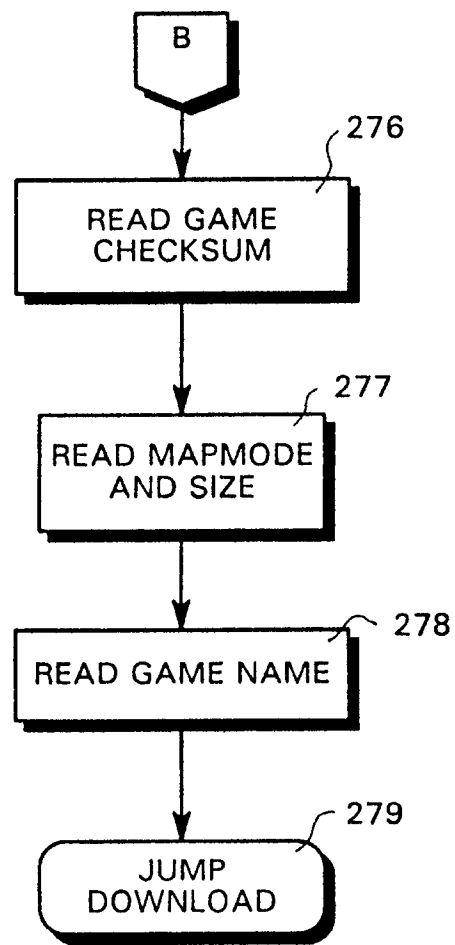 B
276
READ GAME
CHECKSUM
277
READ MAPMODE
AND SIZE
278
READ GAME NAME
279
JUMP
DOWNLOAD